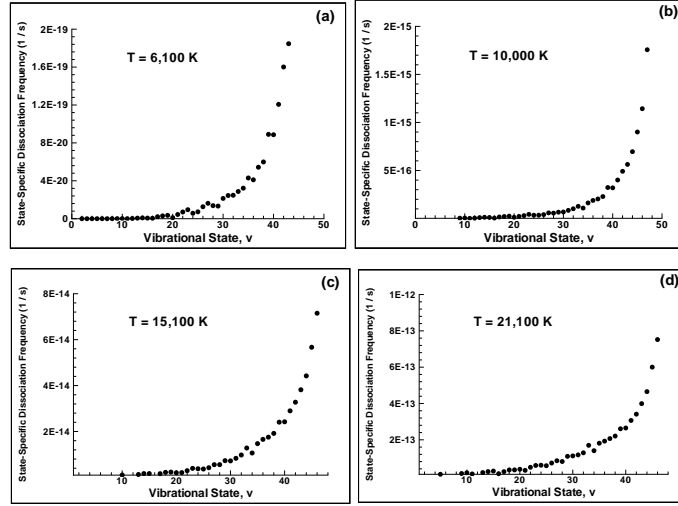 (a)
State-Specific Dissociation Frequency (1 / s)
2E-19
1.6E-19
1.2E-19
8E-20
4E-20
0
T = 6,100 K
0 10 20 30 40 50
Vibrational State, v
(b)
State-Specific Dissociation Frequency (1 / s)
2E-15
1.5E-15
1E-15
5E-16
T = 10,000 K
0 10 20 30 40 50
Vibrational State, v
(c)
State-Specific Dissociation Frequency (1 / s)
8E-14
6E-14
4E-14
2E-14
T = 15,100 K
10 20 30 40
Vibrational State, v
(d)
State-Specific Dissociation Frequency (1 / s)
1E-12
8E-13
6E-13
4E-13
2E-13
T = 21,100 K
10 20 30 40
Vibrational State, v